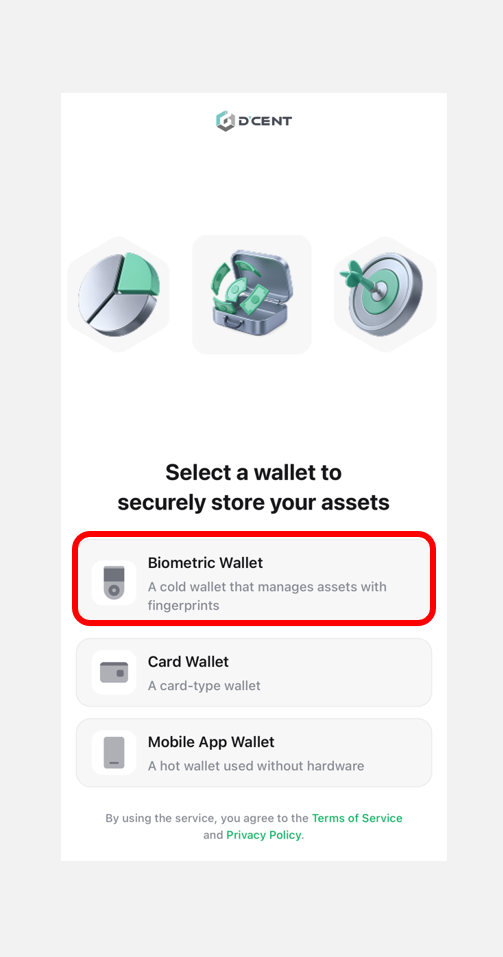 D'CENT
Select a wallet to
securely store your assets
Biometric Wallet
A cold wallet that manages assets with
fingerprints
Card Wallet
A card-type wallet
Mobile App Wallet
A hot wallet used without hardware
By using the service, you agree to the Terms of Service
and Privacy Policy.